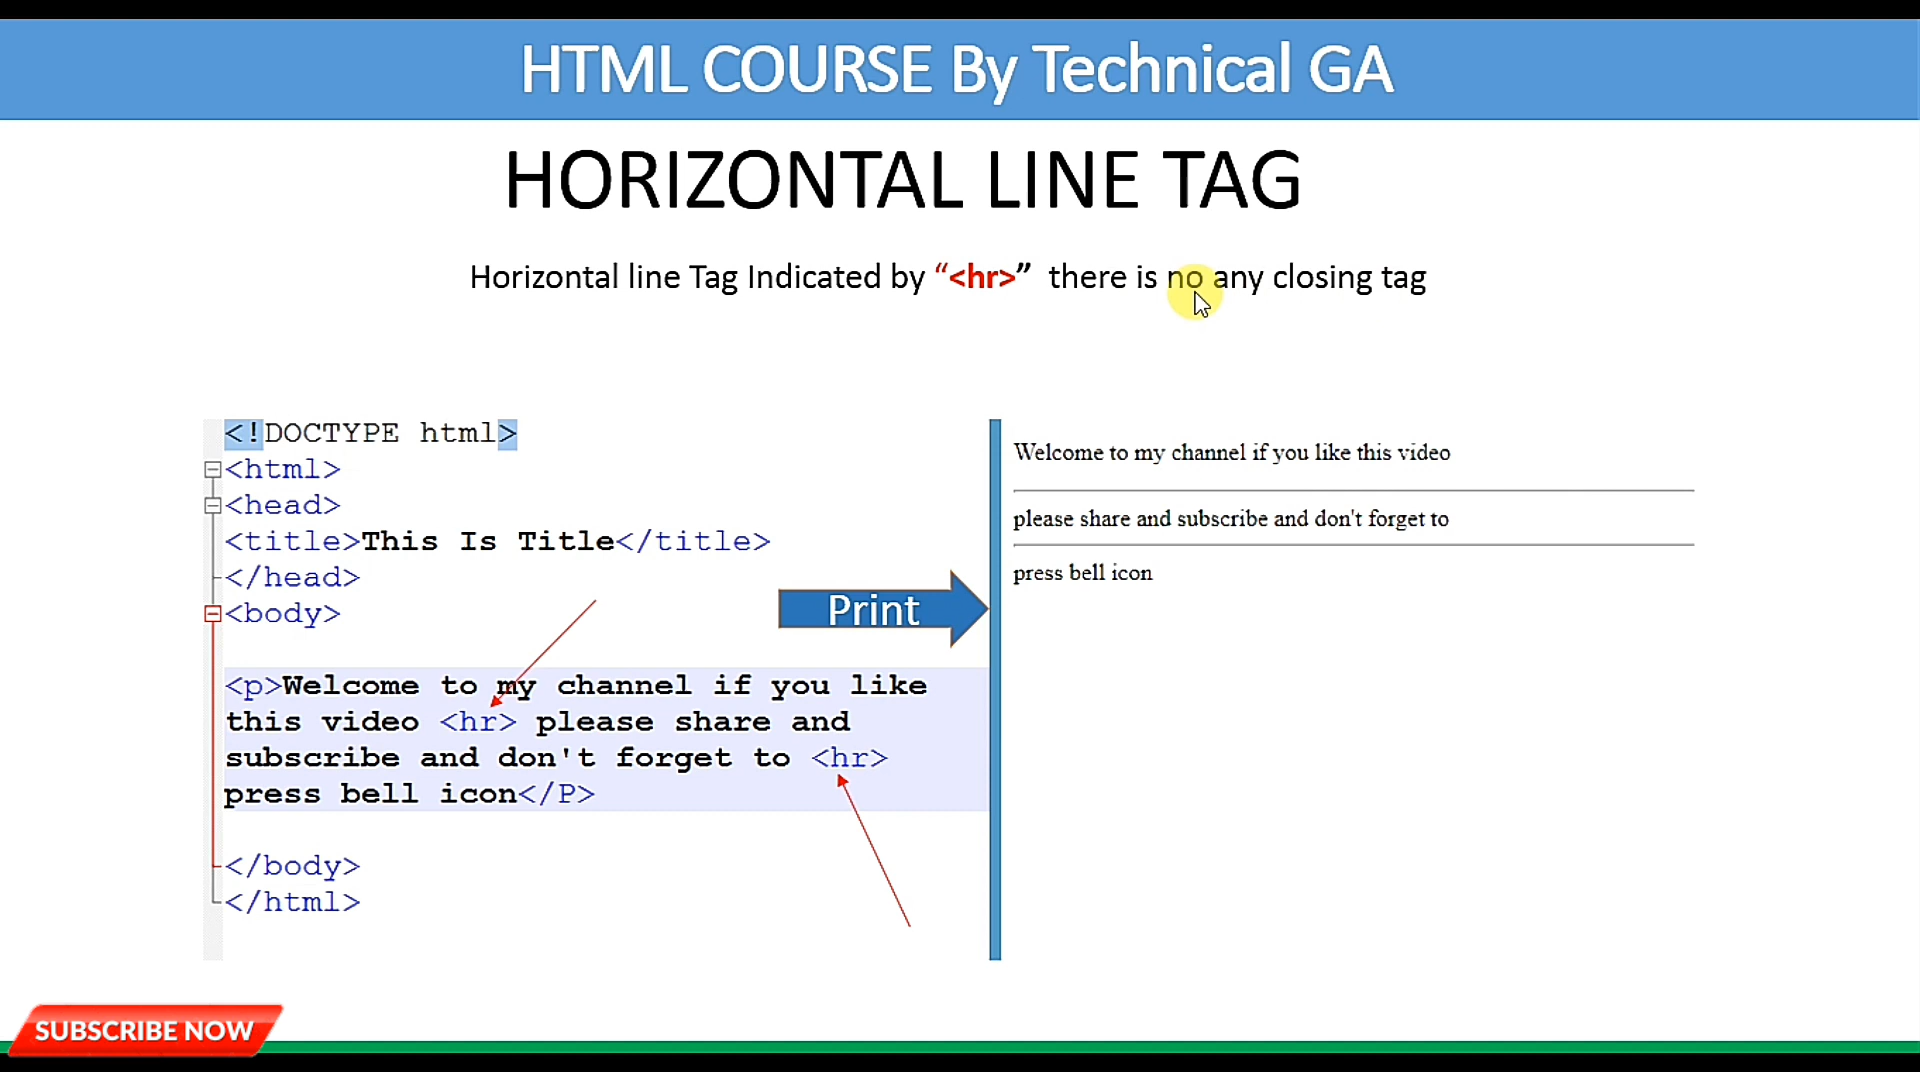 HTML COURSE By Technical GA
HORIZONTAL LINE TAG
Horizontal line Tag Indicated by “<hr>”  there is no any closing tag
<!DOCTYPE html>
<html>
<head>
<title>This Is Title</title>
</head>
<body>
<p>Welcome to my channel if you like
this video <hr> please share and
subscribe and don't forget to <hr>
press bell icon</P>
</body>
</html>
Print
Welcome to my channel if you like this video
please share and subscribe and don't forget to
press bell icon
SUBSCRIBE NOW